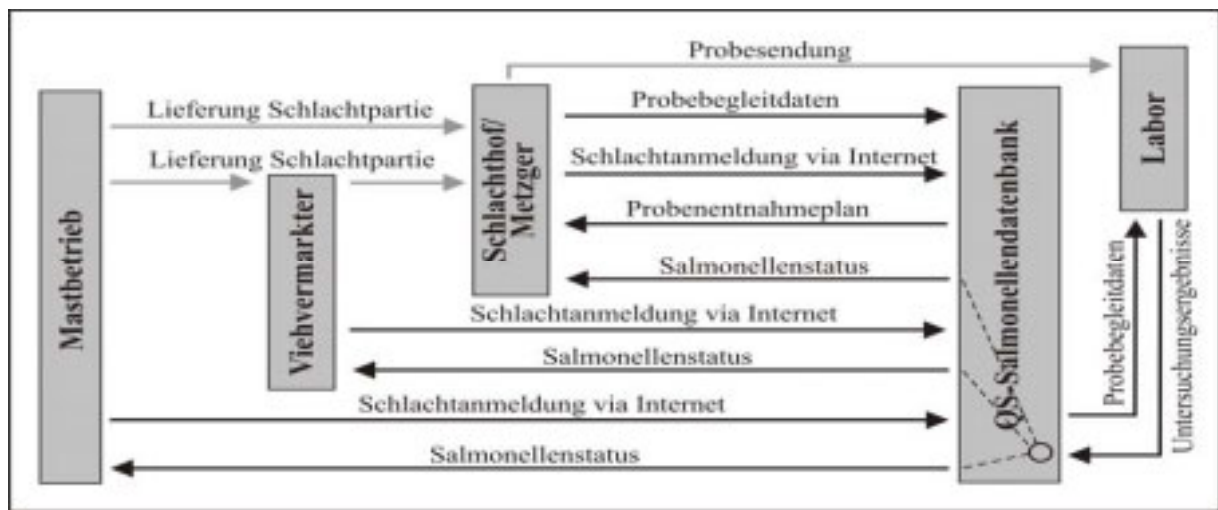 Probesendung
Lieferung Schlachtpartie
Probebegleitdaten
Lieferung Schlachtpartie
Schlachtanmeldung via Internet
Probenentnahmeplan
Salmonellenstatus
Schlachtanmeldung via Internet
Salmonellenstatus
Schlachtanmeldung via Internet
Salmonellenstatus
Mastbetrieb
Viehvermarkter
Schlachthof/
Metzger
QS-Salmonellendatenbank
Labor
Probebegleitdaten
Untersuchungsergebnisse